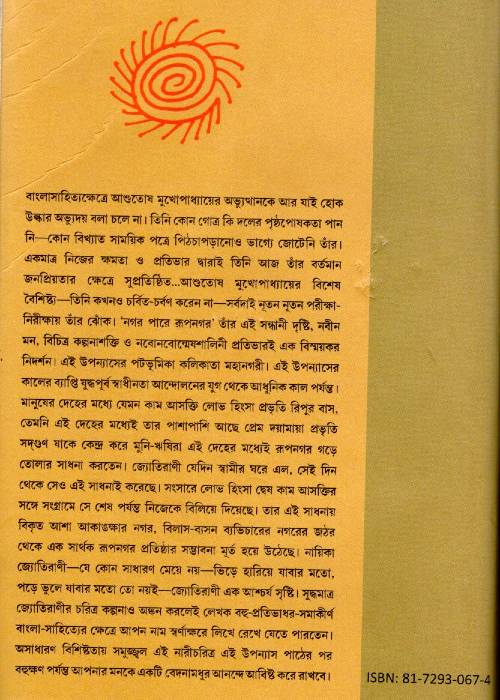 বাংলাসাহিত্যক্ষেত্রে আশুতোষ মুখোপাধ্যায়ের অভ্যুত্থানকে আর যাই হোক
উল্কার অভ্যুদয় বলা চলে না। তিনি কোন গোত্র কি দলের পৃষ্ঠপোষকতা পান
নি—কোন বিখ্যাত সাময়িক পত্রে পিঠচাপড়ানোও ভাগ্যে জোটেনি তাঁর।
একমাত্র নিজের ক্ষমতা ও প্রতিভার দ্বারাই তিনি আজ তাঁর বর্তমান
জনপ্রিয়তার ক্ষেত্রে সুপ্রতিষ্ঠিত...আশুতোষ মুখোপাধ্যায়ের বিশেষ
বৈশিষ্ট্য—তিনি কখনও চর্বিত-চর্বণ করেন না—সর্বদাই নূতন নূতন পরীক্ষা-
নিরীক্ষায় তাঁর ঝোঁক। ‘নগর পারে রূপনগর’ তাঁর এই সন্ধানী দৃষ্টি, নবীন
মন, বিচিত্র কল্পনাশক্তি ও নবোনবোন্মেষশালিনী প্রতিভারই এক বিস্ময়কর
নিদর্শন। এই উপন্যাসের পটভূমিকা কলিকাতা মহানগরী। এই উপন্যাসের
কালের ব্যাপ্তি যুদ্ধপূর্ব স্বাধীনতা আন্দোলনের যুগ থেকে আধুনিক কাল পর্যন্ত।
মানুষের দেহের মধ্যে যেমন কাম আসক্তি লোভ হিংসা প্রভৃতি রিপুর বাস,
তেমনি এই দেহের মধ্যেই তার পাশাপাশি আছে প্রেম দয়ামায়া প্রভৃতি
সদ্‌গুণ যাকে কেন্দ্র করে মুনি-ঋষিরা এই দেহের মধ্যেই রূপনগর গড়ে
তোলার সাধনা করতেন। জ্যোতিরাণী যেদিন স্বামীর ঘরে এল, সেই দিন
থেকে সেও এই সাধনাই করেছে। সংসারে লোভ হিংসা দ্বেষ কাম আসক্তির
সঙ্গে সংগ্রামে সে শেষ পর্যন্ত নিজেকে বিলিয়ে দিয়েছে। তার এই সাধনায়
বিকৃত আশা আকাঙ্ক্ষার নগর, বিলাস-ব্যসন ব্যভিচারের নগরের জঠর
থেকে এক সার্থক রূপনগর প্রতিষ্ঠার সম্ভাবনা মূর্ত হয়ে উঠেছে। নায়িকা
জ্যোতিরাণী—যে কোন সাধারণ মেয়ে নয়—ভিড়ে হারিয়ে যাবার মতো,
পড়ে ভুলে যাবার মতো তো নয়ই—জ্যোতিরাণী এক আশ্চর্য সৃষ্টি। সুদ্ধমাত্র
জ্যোতিরাণীর চরিত্র কল্পনাও অঙ্কন করলেই লেখক বহু-প্রতিভাধর-সমাকীর্ণ
বাংলা-সাহিত্যের ক্ষেত্রে আপন নাম স্বর্ণাক্ষরে লিখে রেখে যেতে পারতেন।
অসাধারণ বিশিষ্টতায় সমুজ্জ্বল এই নারীচরিত্র এই উপন্যাস পাঠের পর
বহুক্ষণ পর্যন্ত আপনার মনকে একটি বেদনামধুর আনন্দে আবিষ্ট করে রাখবে।
ISBN: 81-7293-067-4